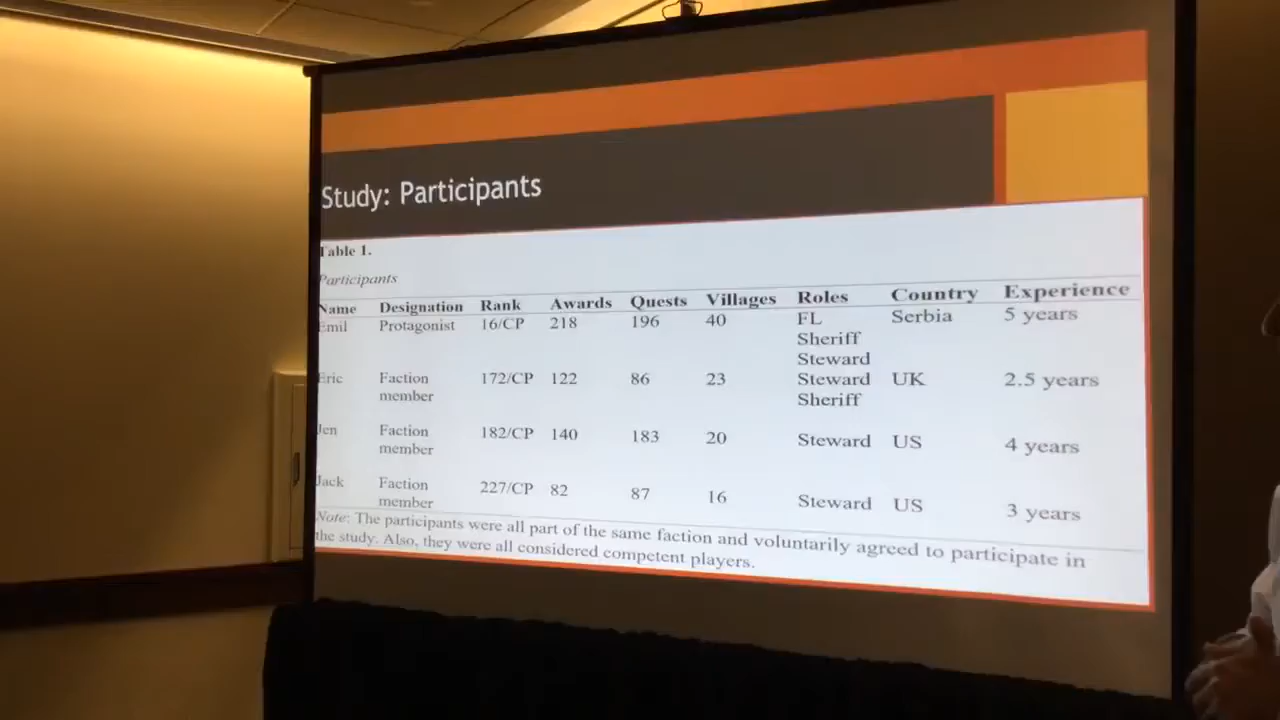 Study: Participants
Table 1.
Participants
Name Designation Rank Awards Quests Villages Roles Country Experience
Emil Protagonist 16/CP 218 196 40 FL Serbia 5 years
Sheriff
Steward
Eric Faction 172/CP 122 86 23 Steward UK 2.5 years
member Sheriff
Jen Faction 182/CP 140 183 20 Steward US 4 years
member
Jack Faction 227/CP 82 87 16 Steward US 3 years
member
Note: The participants were all part of the same faction and voluntarily agreed to participate in
the study. Also, they were all considered competent players.